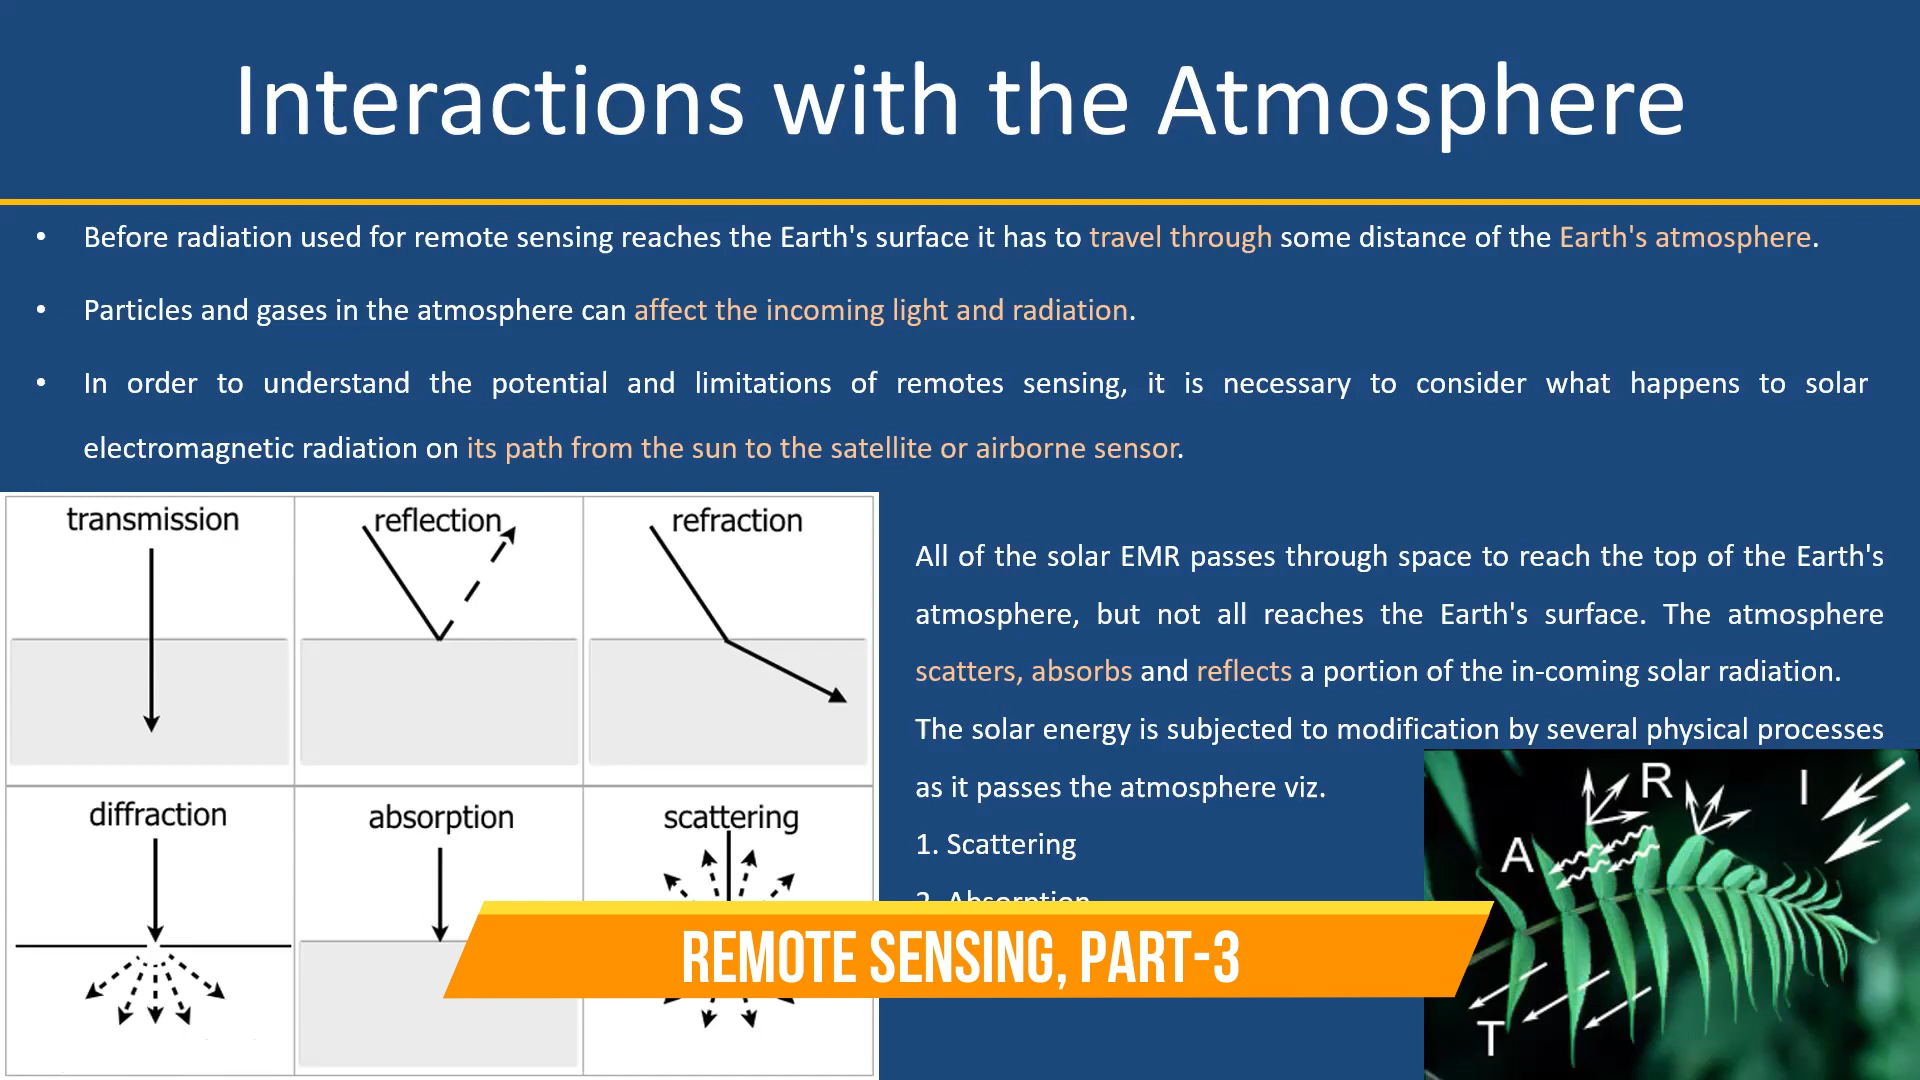 Interactions with the Atmosphere
• Before radiation used for remote sensing reaches the Earth's surface it has to travel through some distance of the Earth's atmosphere.
• Particles and gases in the atmosphere can affect the incoming light and radiation.
• In order to understand the potential and limitations of remotes sensing, it is necessary to consider what happens to solar
electromagnetic radiation on its path from the sun to the satellite or airborne sensor.
transmission
reflection
refraction
diffraction
absorption
scattering
All of the solar EMR passes through space to reach the top of the Earth's
atmosphere, but not all reaches the Earth's surface. The atmosphere
scatters, absorbs and reflects a portion of the in-coming solar radiation.
The solar energy is subjected to modification by several physical processes
as it passes the atmosphere viz.
1. Scattering
2. Absorption
R
I
A
T
REMOTE SENSING, PART-3